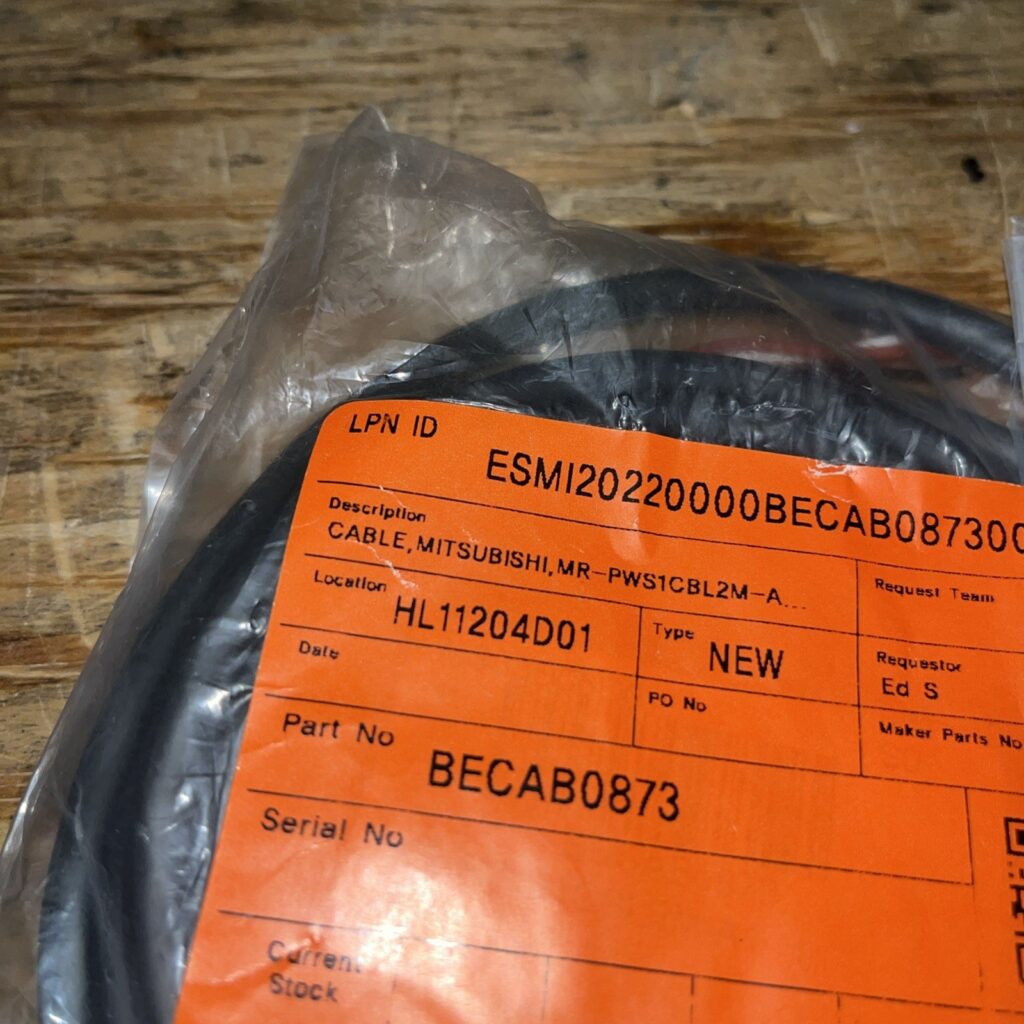 LPN ID
ESMI20220000BECAB08730
Description
CABLE,MITSUBISHI,MR-PWS1CBL2M-A...
Request Team
Location
HL11204D01
Type
NEW
Requestor
Ed S
Date
PO No
Maker Parts No
Part No
BECAB0873
Serial No
Current
Stock